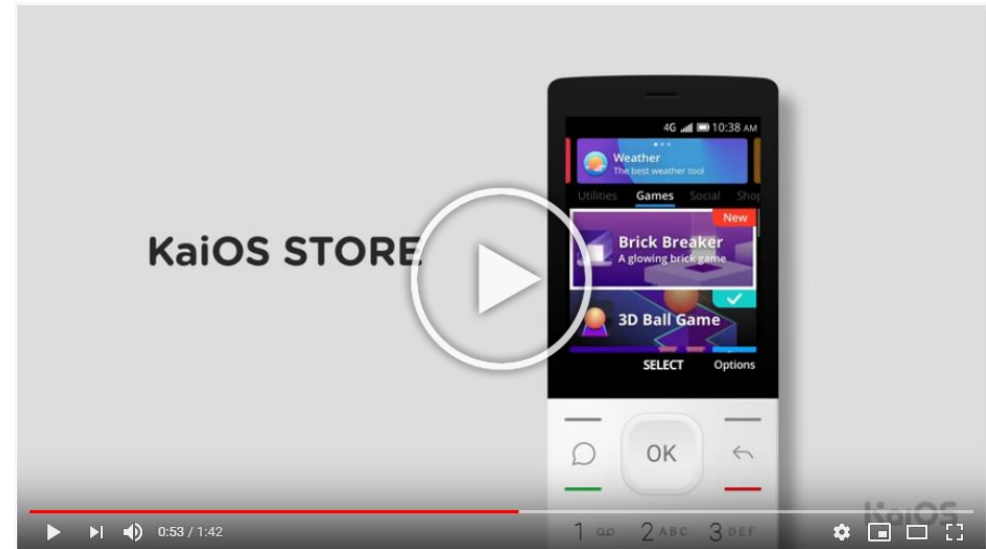 KaiOS STORE
4G 10:38 AM
Weather
The best weather tool
Utilities Games Social Shop
New
Brick Breaker
A glowing brick game
3D Ball Game
SELECT Options
OK
KaiOS
0:53 / 1:42
1 2 ABC 3 DEF